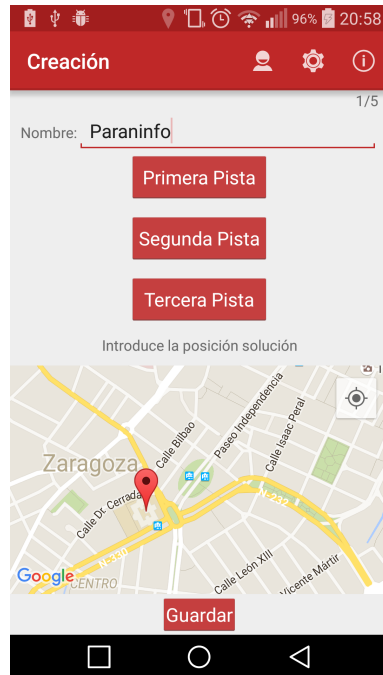 96% 20:58
Creación
1/5
Nombre: Paraninfo
Primera Pista
Segunda Pista
Tercera Pista
Introduce la posición solución
Zaragoza
Calle Bilbao
Paseo Independencia
Calle Isaac Peral
Calle Dr. Cerrada
N-232
N-330
Calle León XIII
Vicente Mártir
Google
CENTRO
Guardar